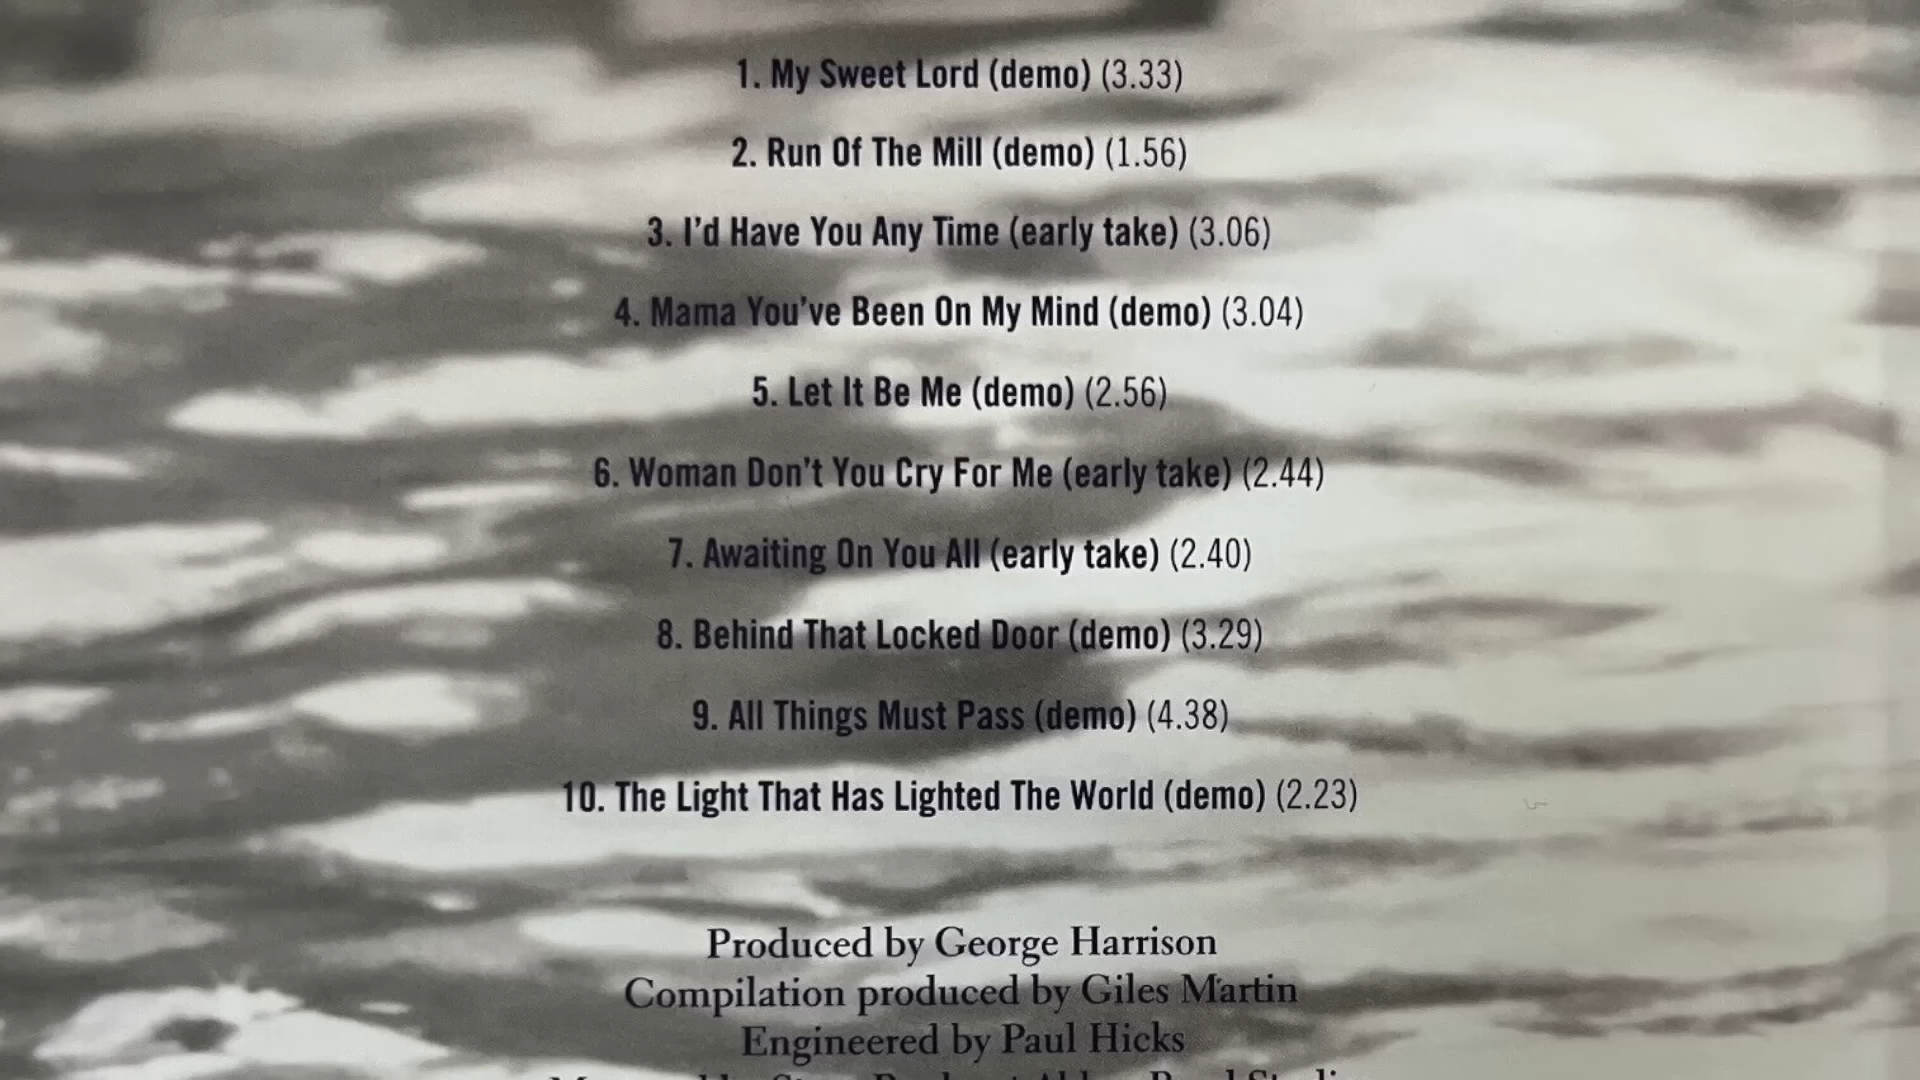 1. My Sweet Lord (demo) (3.33)
2. Run Of The Mill (demo) (1.56)
3. I’d Have You Any Time (early take) (3.06)
4. Mama You’ve Been On My Mind (demo) (3.04)
5. Let It Be Me (demo) (2.56)
6. Woman Don’t You Cry For Me (early take) (2.44)
7. Awaiting On You All (early take) (2.40)
8. Behind That Locked Door (demo) (3.29)
9. All Things Must Pass (demo) (4.38)
10. The Light That Has Lighted The World (demo) (2.23)
Produced by George Harrison
Compilation produced by Giles Martin
Engineered by Paul Hicks